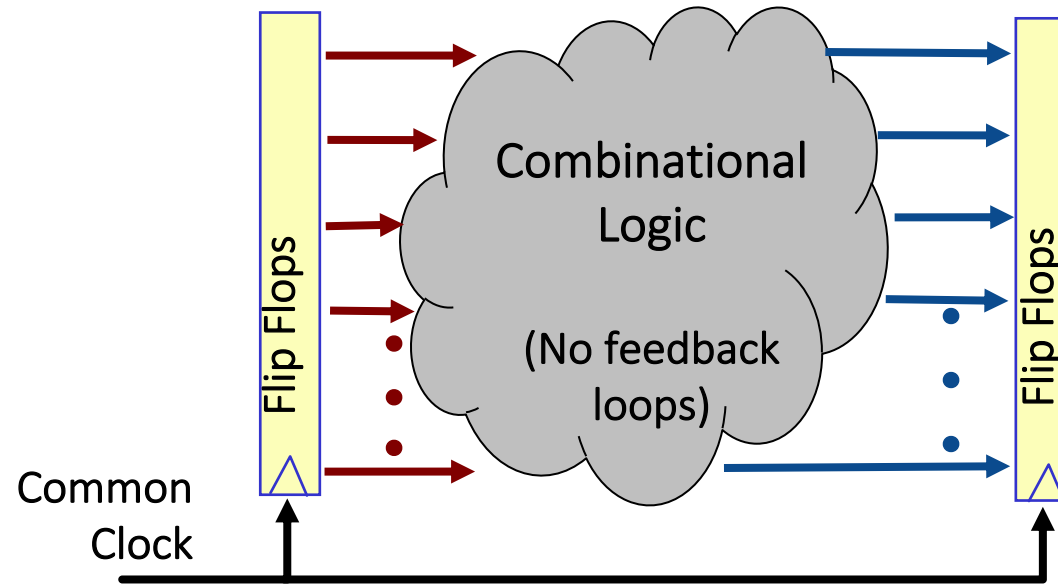 Flip Flops
Combinational
Logic
(No feedback
loops)
Flip Flops
Common
Clock